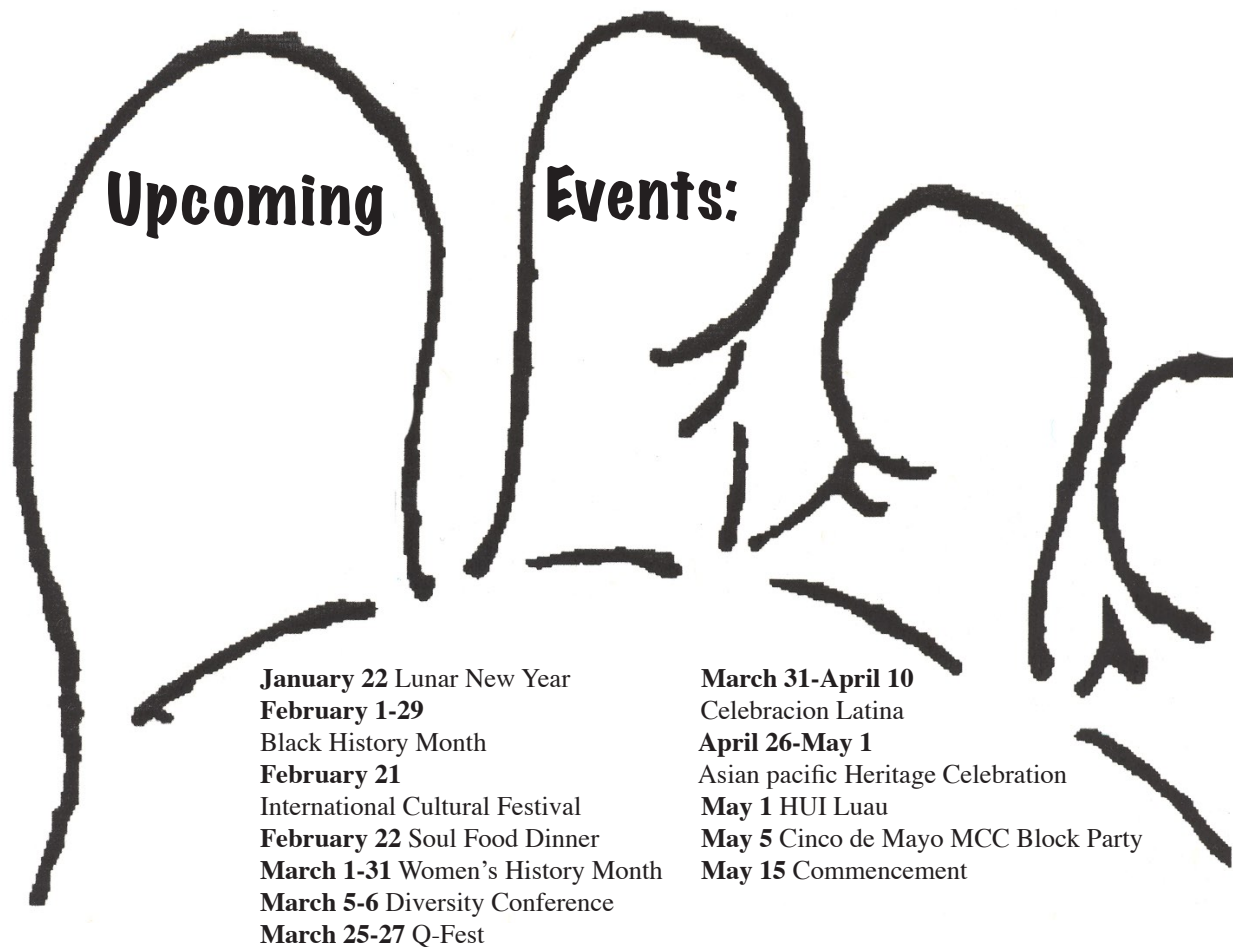 Upcoming Events:
January 22 Lunar New Year
February 1-29
Black History Month
February 21
International Cultural Festival
February 22 Soul Food Dinner
March 1-31 Women’s History Month
March 5-6 Diversity Conference
March 25-27 Q-Fest
March 31-April 10
Celebracion Latina
April 26-May 1
Asian pacific Heritage Celebration
May 1 HUI Luau
May 5 Cinco de Mayo MCC Block Party
May 15 Commencement